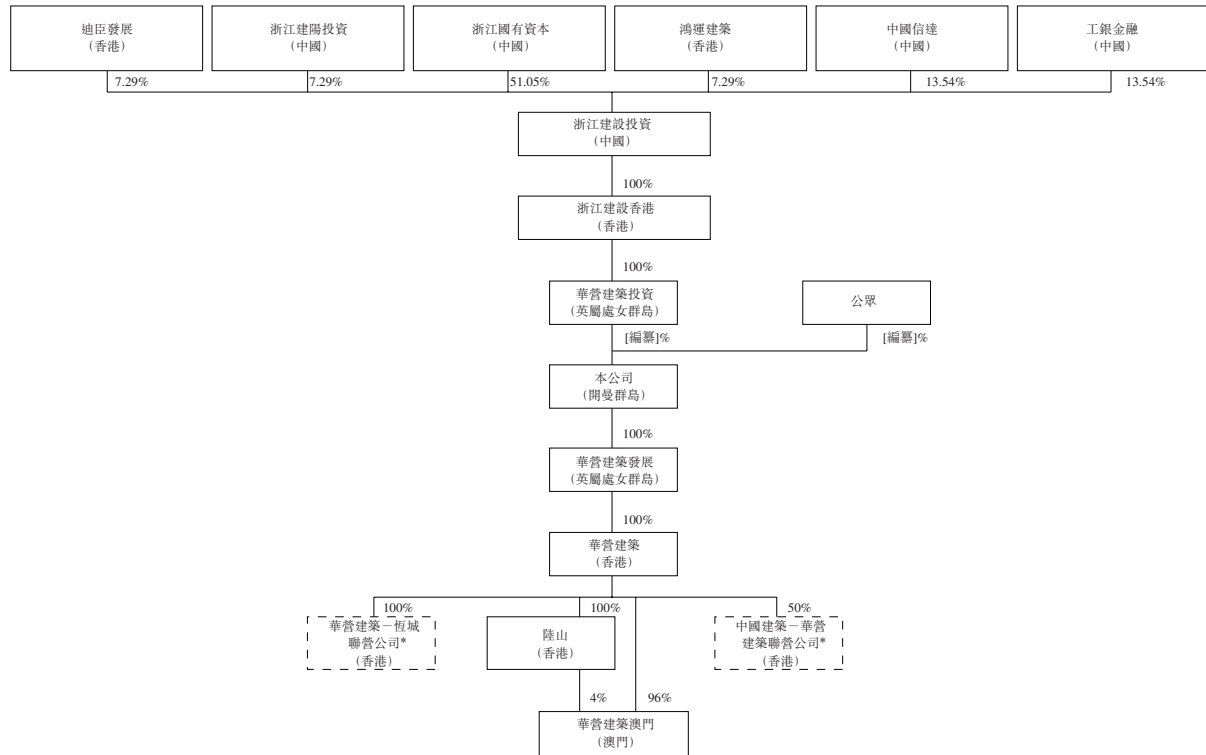 迪臣發展
(香港)
浙江建陽投資
(中國)
浙江國有資本
(中國)
鴻運建築
(香港)
中國信達
(中國)
工銀金融
(中國)
7.29%
7.29%
51.05%
7.29%
13.54%
13.54%
浙江建設投資
(中國)
100%
浙江建設香港
(香港)
100%
華營建築投資
(英屬處女群島)
公眾
[編纂]%
[編纂]%
本公司
(開曼群島)
100%
華營建築發展
(英屬處女群島)
100%
華營建築
(香港)
100%
100%
50%
華營建築－恆城
聯營公司*
(香港)
陸山
(香港)
中國建築－華營
建築聯營公司*
(香港)
4%
96%
華營建築澳門
(澳門)